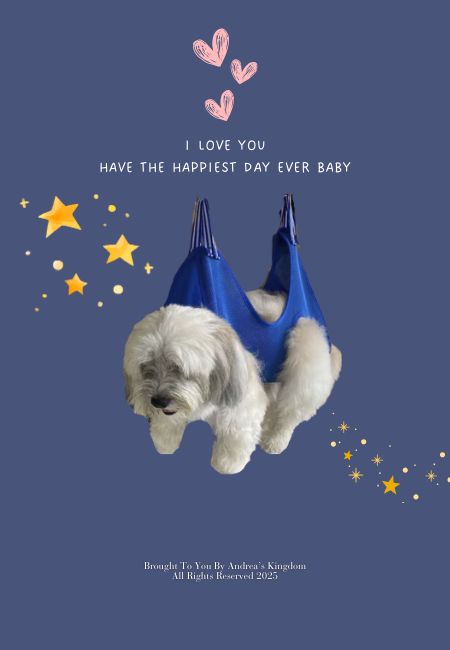 I LOVE YOU
HAVE THE HAPPIEST DAY EVER BABY
Brought To You By Andrea's Kingdom
All Rights Reserved 2025